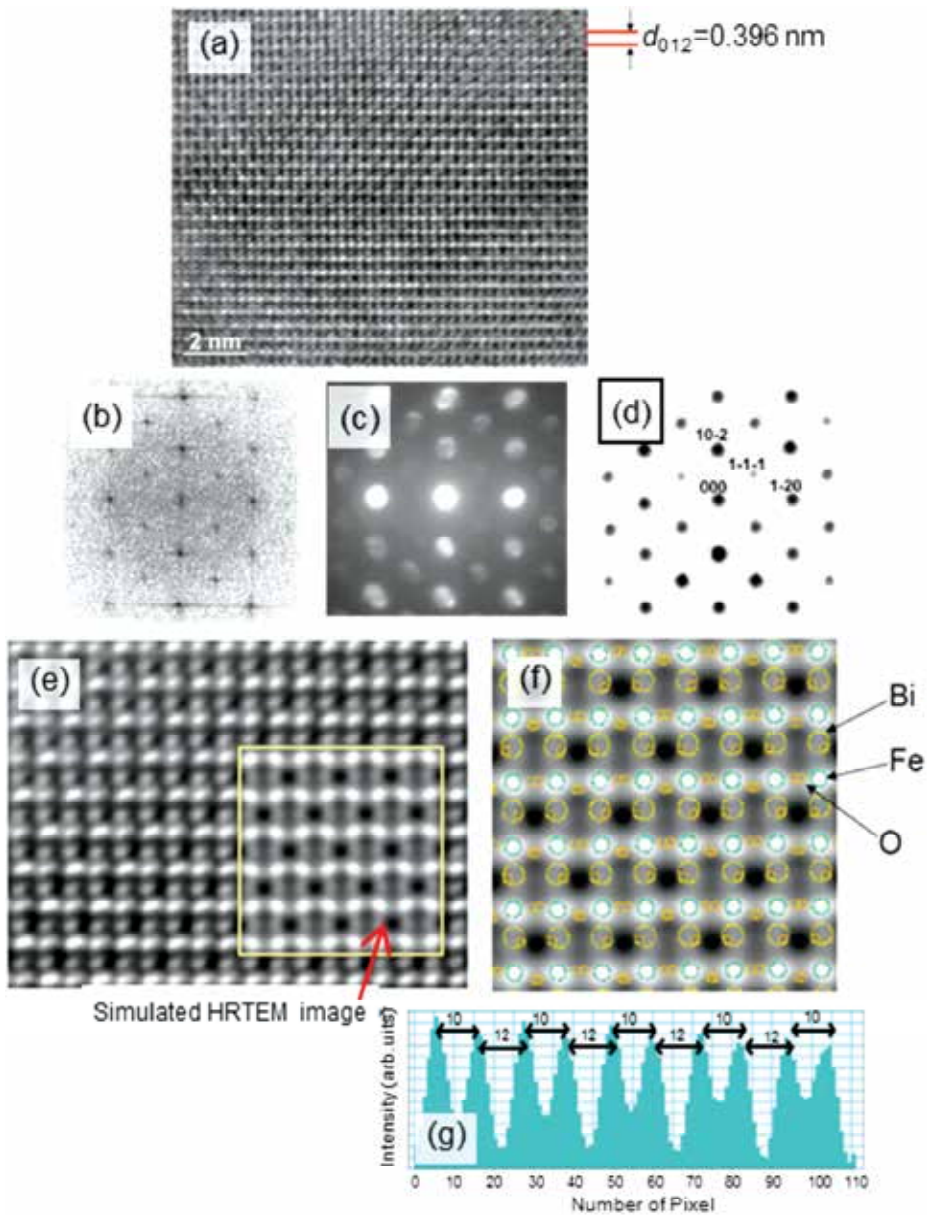 (a)
d012=0.396 nm
2 nm
(b)
(c)
(d)
10-2
1-1-1
000
1-20
(e)
(f)
Bi
Fe
O
Simulated HRTEM image
10 10 10 10 10
12 12 12 12
Intensity (arb.uits)
(g)
0 10 20 30 40 50 60 70 80 90 100 110
Number of Pixel